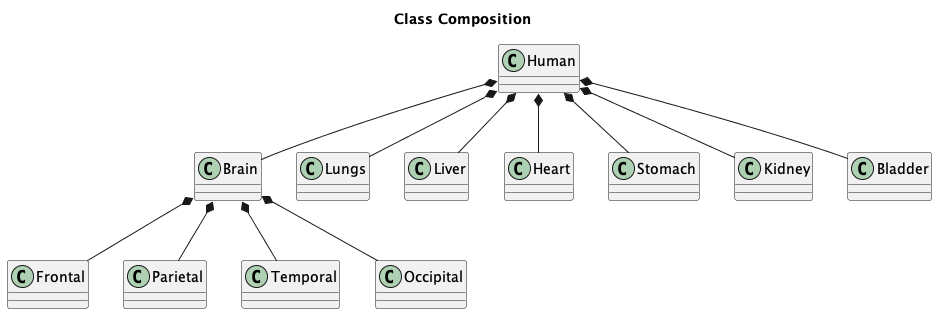 Class Composition
C Human
C Brain
C Lungs
C Liver
C Heart
C Stomach
C Kidney
C Bladder
C Frontal
C Parietal
C Temporal
C Occipital